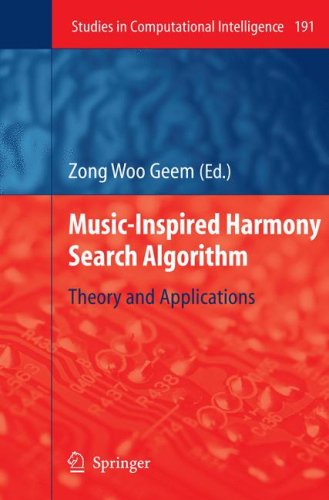 Studies in Computational Intelligence 191
Zong Woo Geem (Ed.)
Music-Inspired Harmony
Search Algorithm
Theory and Applications
Springer